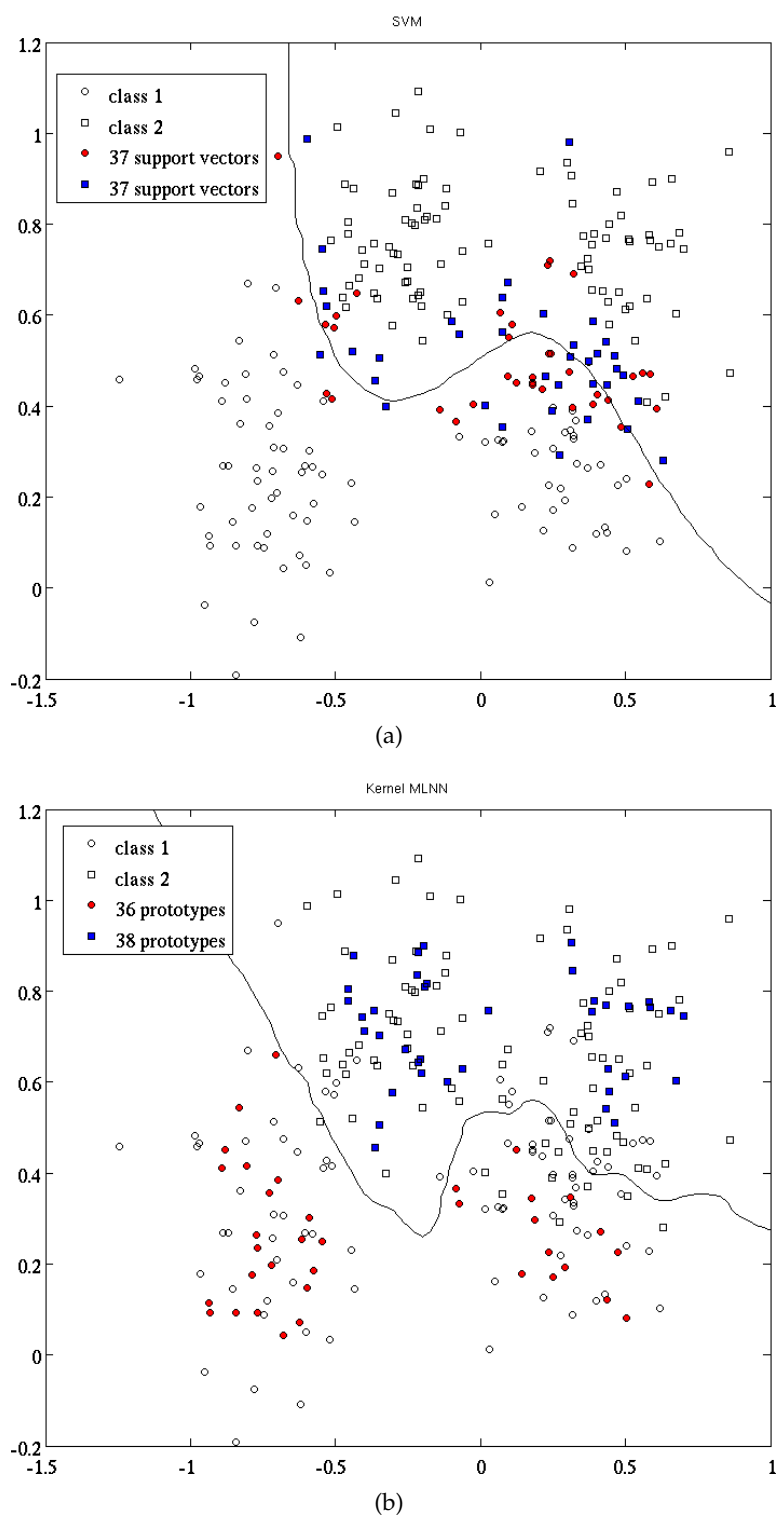 SVM
1.2
1
0.8
0.6
0.4
0.2
0
-0.2
class 1
class 2
37 support vectors
37 support vectors
-1.5 -1 -0.5 0 0.5 1
(a)
Kernel MLNN
1.2
1
0.8
0.6
0.4
0.2
0
-0.2
class 1
class 2
36 prototypes
38 prototypes
-1.5 -1 -0.5 0 0.5 1
(b)